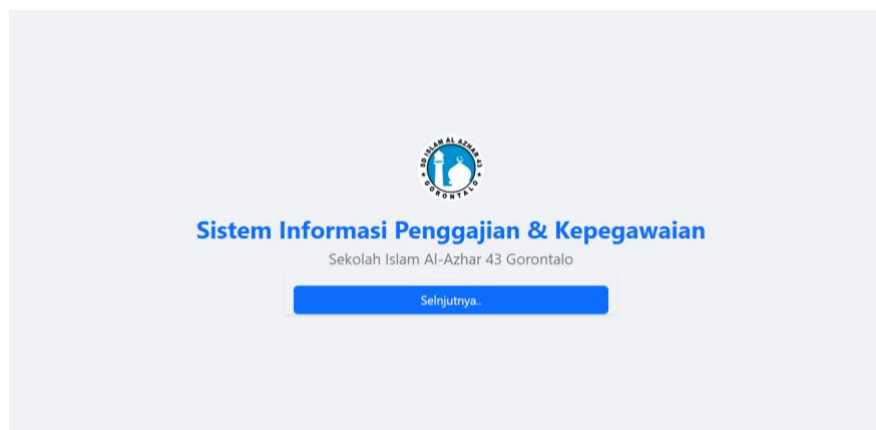 SD ISLAM AL AZHAR 43
GORONTALO
Sistem Informasi Penggajian & Kepegawaian
Sekolah Islam Al-Azhar 43 Gorontalo
Selnjutnya..